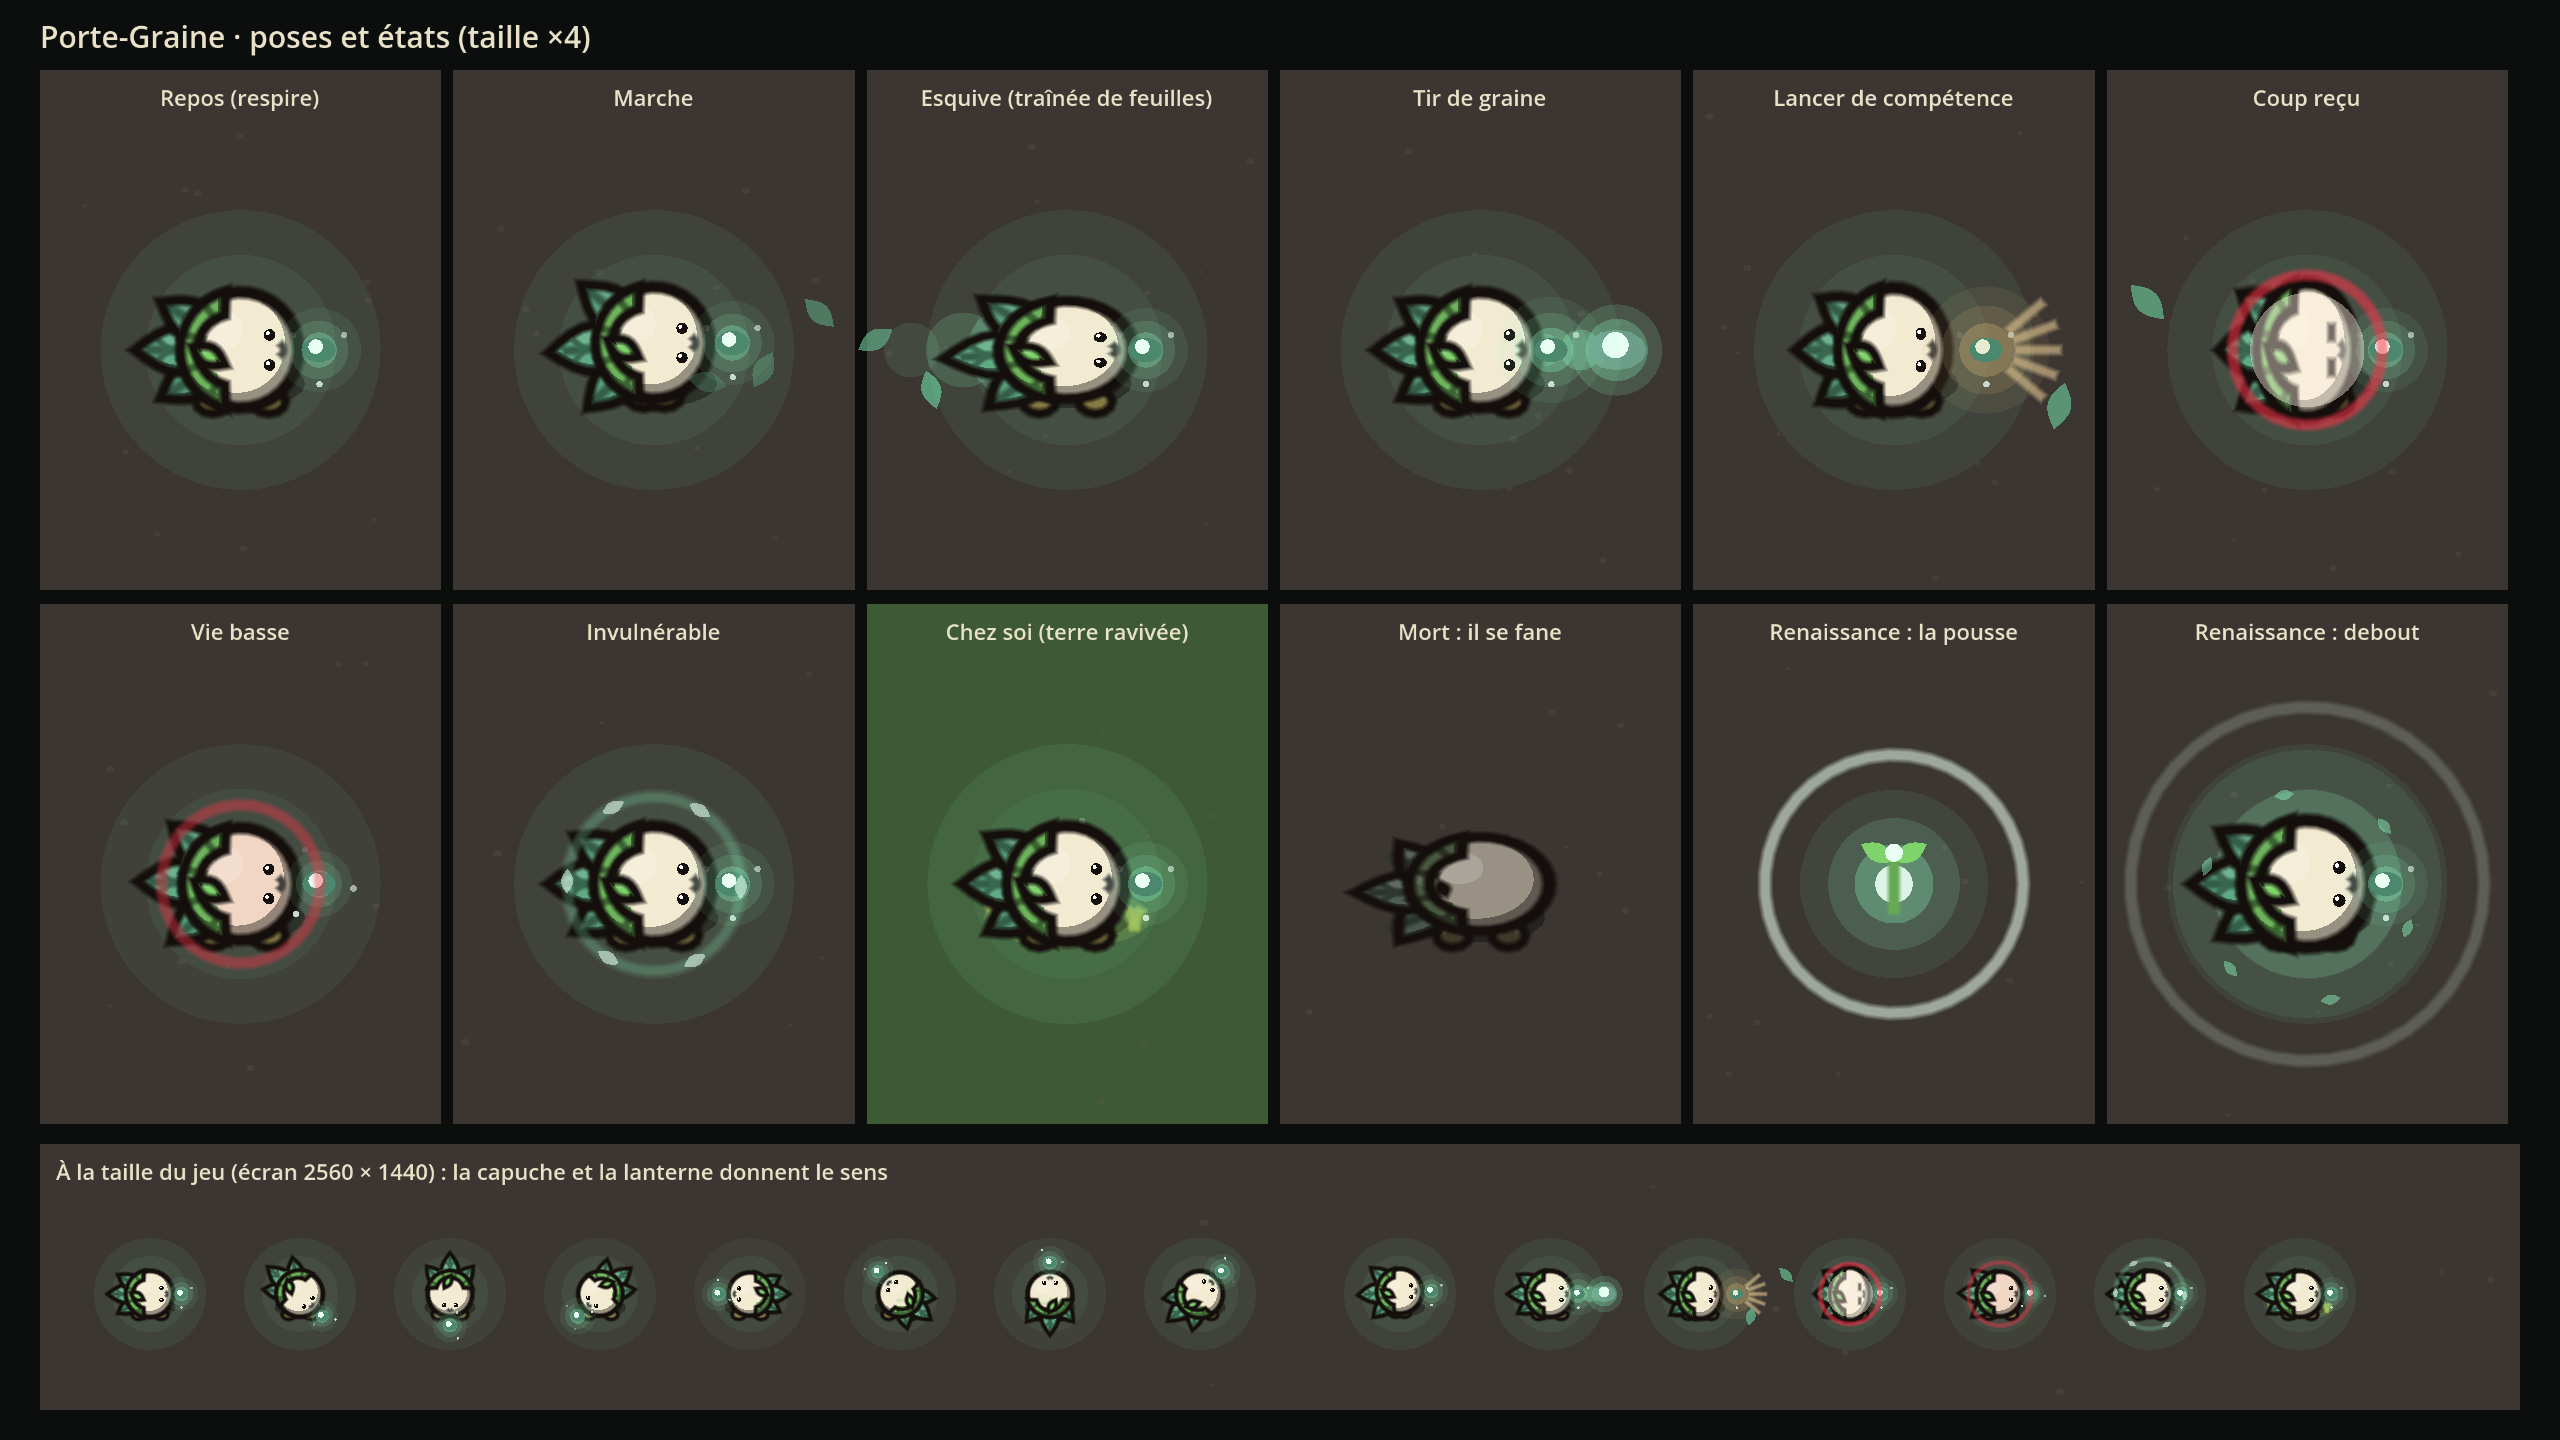 Porte-Graine · poses et états (taille ×4)
Repos (respire)
Marche
Esquive (traînée de feuilles)
Tir de graine
Lancer de compétence
Coup reçu
Vie basse
Invulnérable
Chez soi (terre ravivée)
Mort : il se fane
Renaissance : la pousse
Renaissance : debout
À la taille du jeu (écran 2560 × 1440) : la capuche et la lanterne donnent le sens